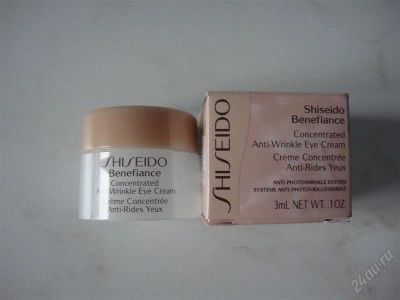 SHISEIDO
Benefiance
Concentrated
Anti-Wrinkle Eye Cream
Crème Concentrée
Anti-Rides Yeux
SHISEIDO
Shiseido
Benefiance
Concentrated
Anti-Wrinkle Eye Cream
Crème Concentrée
Anti-Rides Yeux
ANTI-PHOTOWRINKLE SYSTEM
SYSTEME ANTI-PHOTOVIEILLISSEMENT
3mL NET WT. .1OZ.
24au.ru